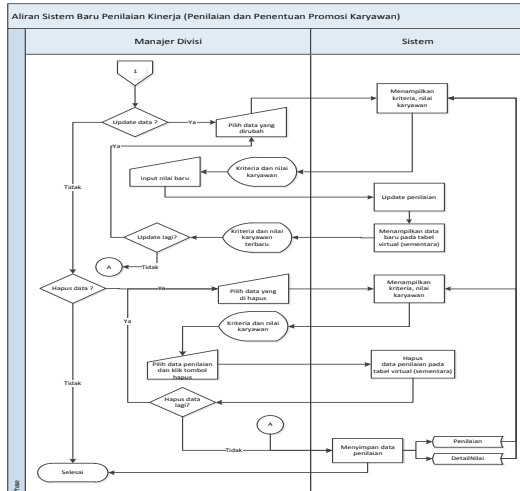 Aliran Sistem Baru Penilaian Kinerja (Penilaian dan Penentuan Promosi Karyawan)
Manajer Divisi
Sistem
1
Update data ?
Ya
Pilih data yang
dirubah
Menampilkan
kriteria, nilai
karyawan
Ya
Input nilai baru
Kriteria dan nilai
karyawan
Tidak
Update penilaian
Update lagi?
Kriteria dan nilai
karyawan
terbaru
Menampilkan data
baru pada tabel
virtual (sementara)
A
Tidak
Hapus data ?
Ya
Pilih data yang
di hapus
Menampilkan
kriteria, nilai
karyawan
Ya
Kriteria dan nilai
karyawan
Pilih data penilaian
dan klik tombol
hapus
Hapus
data penilaian pada
tabel virtual (sementara)
Tidak
Hapus data
lagi?
A
Tidak
Menyimpan data
penilaian
Penilaian
DetailNilai
Selesai